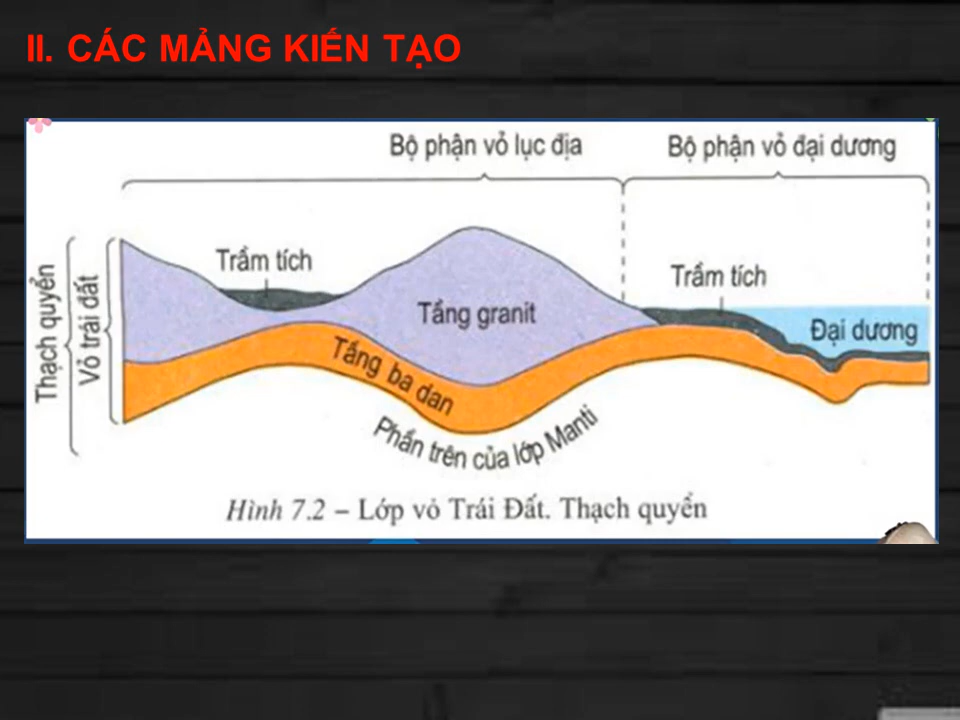 II. CÁC MẢNG KIẾN TẠO
Bộ phận vỏ lục địa
Bộ phận vỏ đại dương
Thạch quyển
Vỏ trái đất
Trầm tích
Tầng granit
Trầm tích
Đại dương
Tầng ba dan
Phần trên của lớp Manti
Hình 7.2 – Lớp vỏ Trái Đất. Thạch quyển